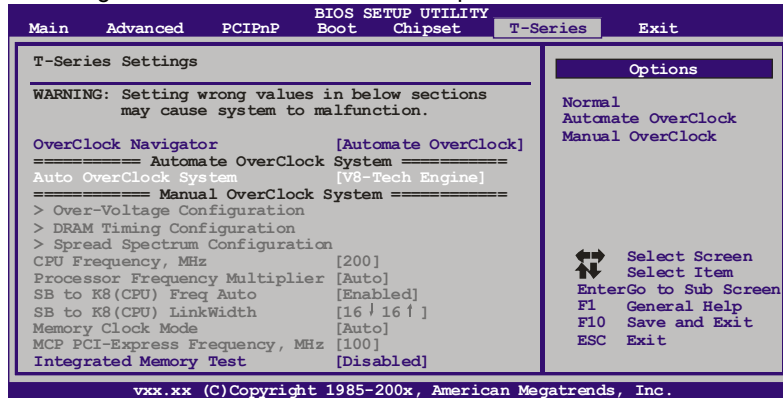 BIOS SETUP UTILITY
Main Advanced PCIPnP Boot Chipset T-Series Exit
T-Series Settings
WARNING: Setting wrong values in below sections
may cause system to malfunction.
OverClock Navigator [Automate OverClock]
=========== Automate OverClock System ===========
Auto OverClock System [V8-Tech Engine]
============ Manual OverClock System ============
> Over-Voltage Configuration
> DRAM Timing Configuration
> Spread Spectrum Configuration
CPU Frequency, MHz [200]
Processor Frequency Multiplier [Auto]
SB to K8(CPU) Freq Auto [Enabled]
SB to K8(CPU) LinkWidth [16↓ 16↑]
Memory Clock Mode [Auto]
MCP PCI-Express Frequency, MHz [100]
Integrated Memory Test [Disabled]
Options
Normal
Automate OverClock
Manual OverClock
Select Screen
Select Item
EnterGo to Sub Screen
F1 General Help
F10 Save and Exit
ESC Exit
vxx.xx (C)Copyright 1985-200x, American Megatrends, Inc.